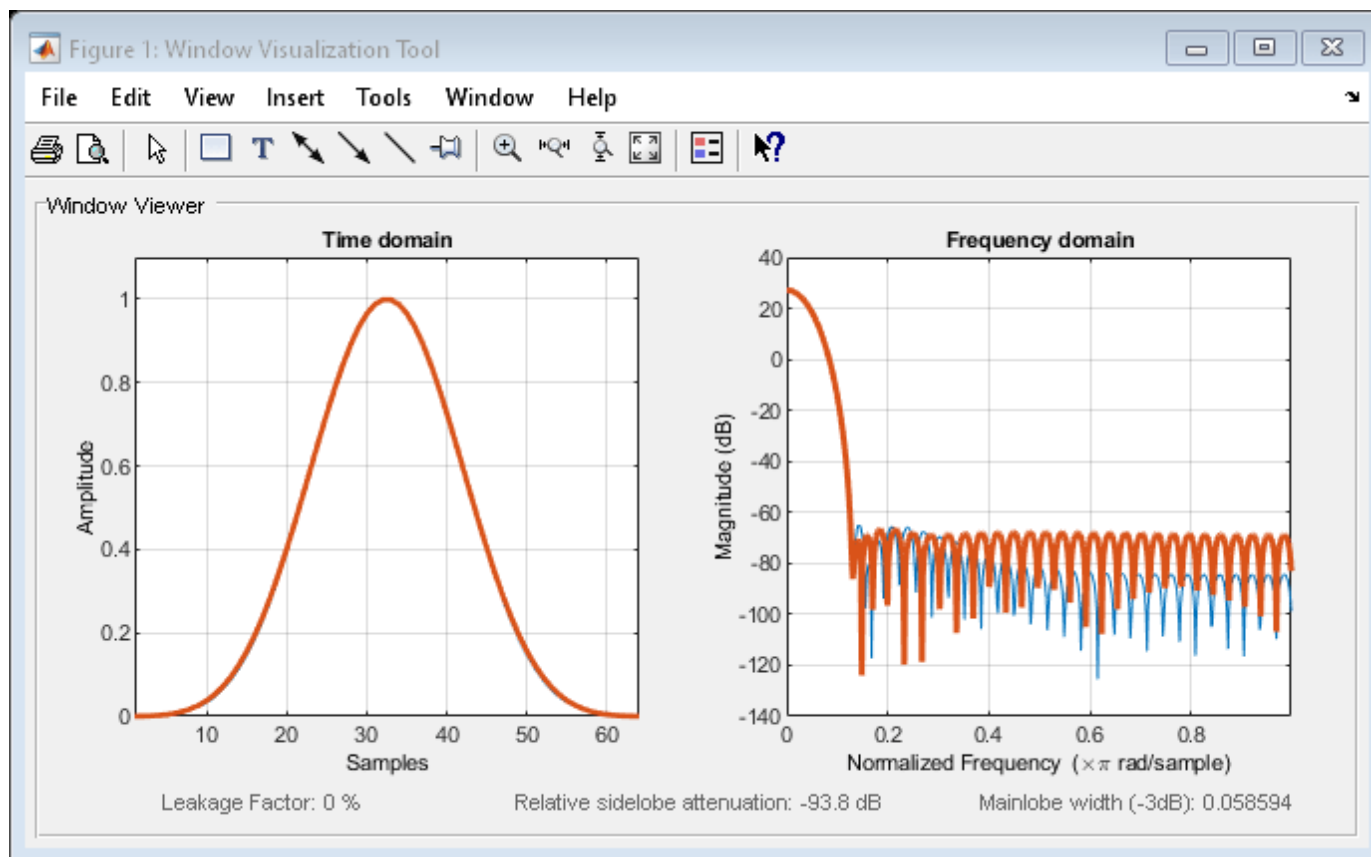 Figure 1: Window Visualization Tool
File Edit View Insert Tools Window Help
T
?
Window Viewer
Time domain
1
0.8
0.6
0.4
0.2
0
Amplitude
10 20 30 40 50 60
Samples
Frequency domain
40
20
0
-20
-40
-60
-80
-100
-120
-140
Magnitude (dB)
0 0.2 0.4 0.6 0.8
Normalized Frequency (×π rad/sample)
Leakage Factor: 0 % Relative sidelobe attenuation: -93.8 dB Mainlobe width (-3dB): 0.058594